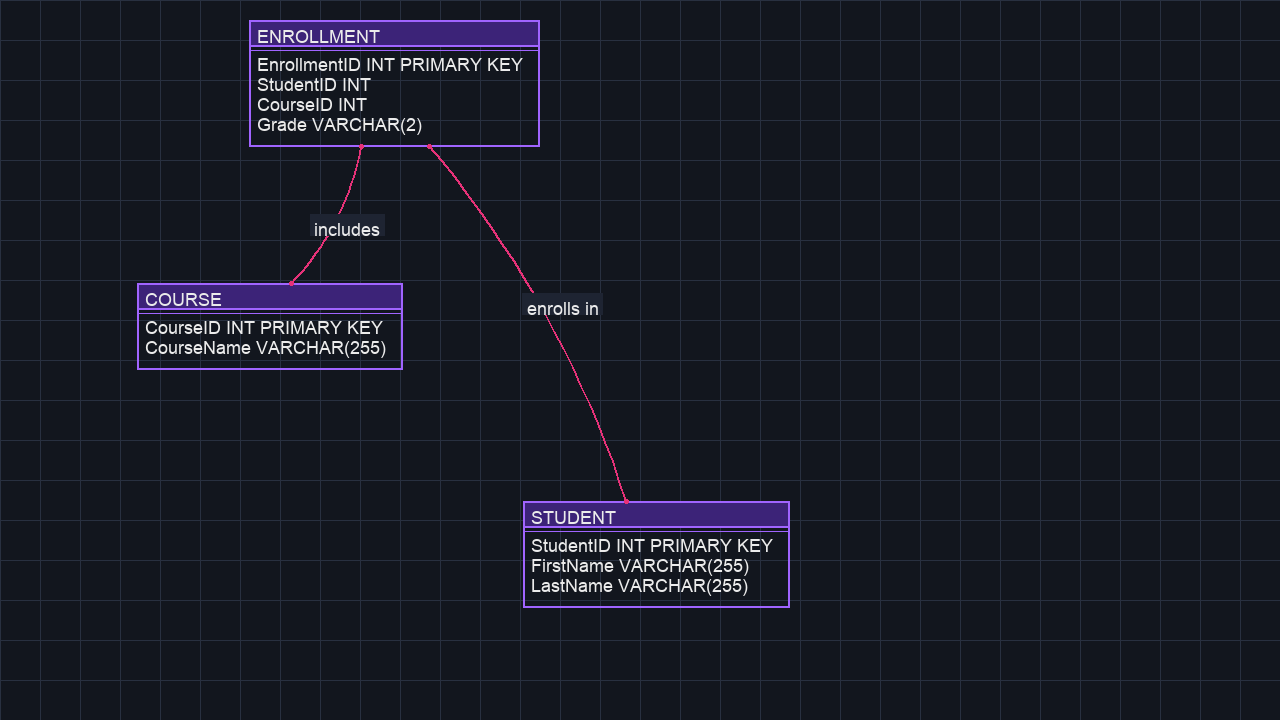 ENROLLMENT
EnrollmentID INT PRIMARY KEY
StudentID INT
CourseID INT
Grade VARCHAR(2)
includes
COURSE
CourseID INT PRIMARY KEY
CourseName VARCHAR(255)
enrolls in
STUDENT
StudentID INT PRIMARY KEY
FirstName VARCHAR(255)
LastName VARCHAR(255)